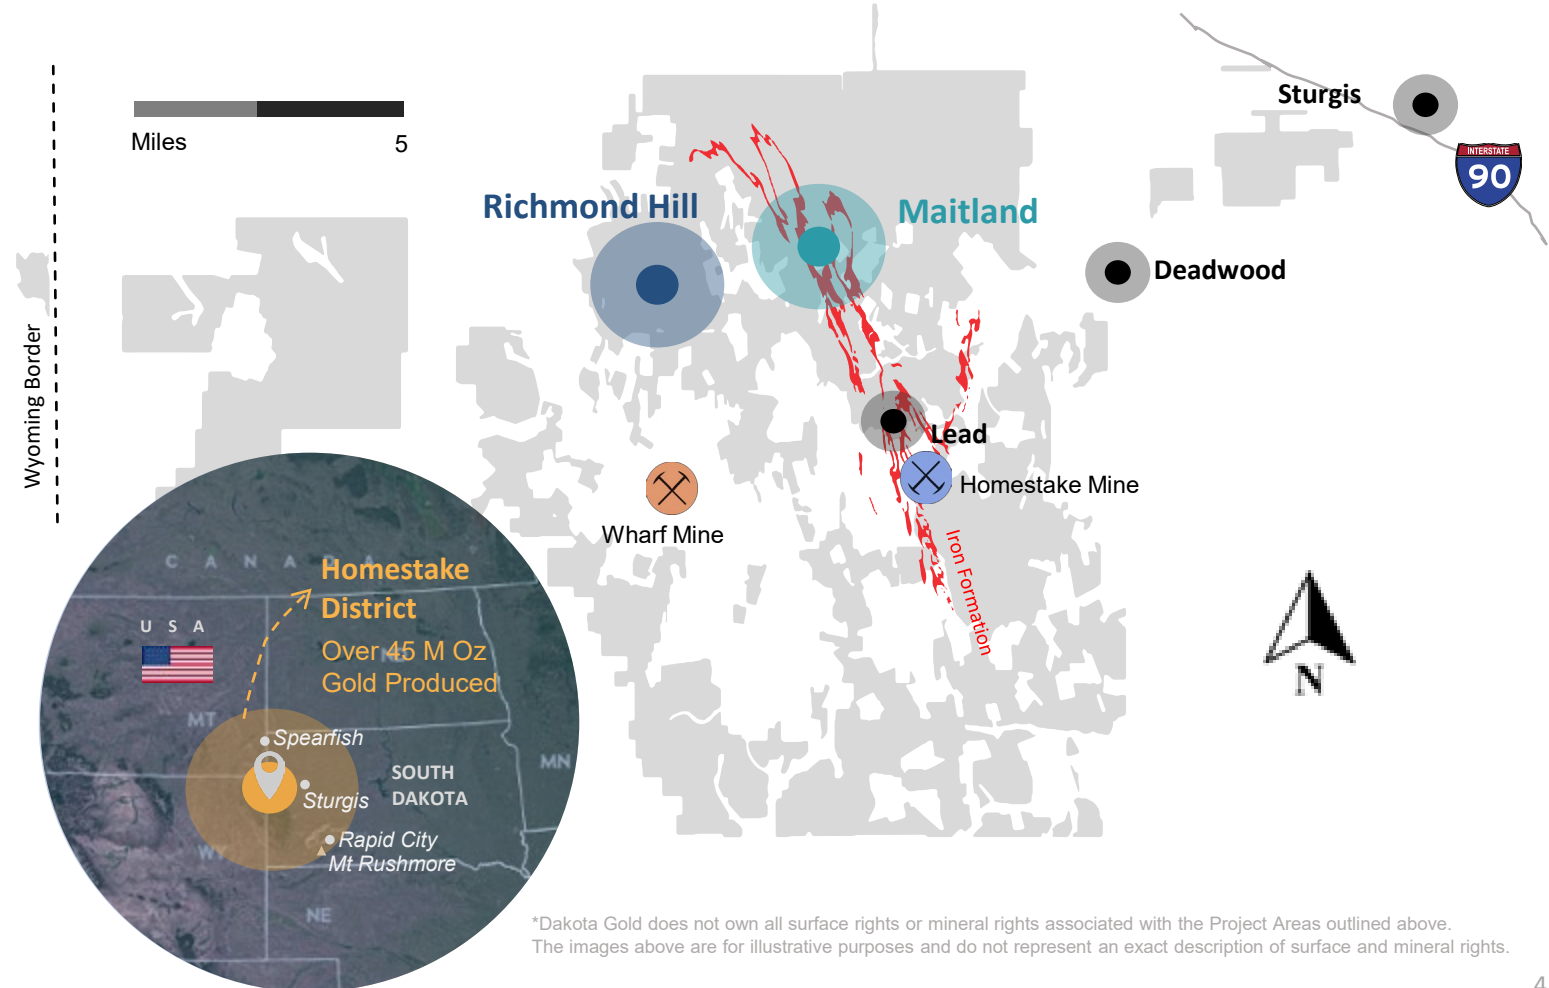 Sturgis
INTERSTATE
90
Miles
5
Richmond Hill
Maitland
Deadwood
Wyoming Border
Lead
Homestake Mine
Wharf Mine
Iron Formation
CANADA
Homestake
District
USA
Over 45 M Oz
Gold Produced
ND
MT
Spearfish
SOUTH
DAKOTA
MN
Sturgis
Rapid City
WY
Mt Rushmore
NE
N
*Dakota Gold does not own all surface rights or mineral rights associated with the Project Areas outlined above.
The images above are for illustrative purposes and do not represent an exact description of surface and mineral rights.
4